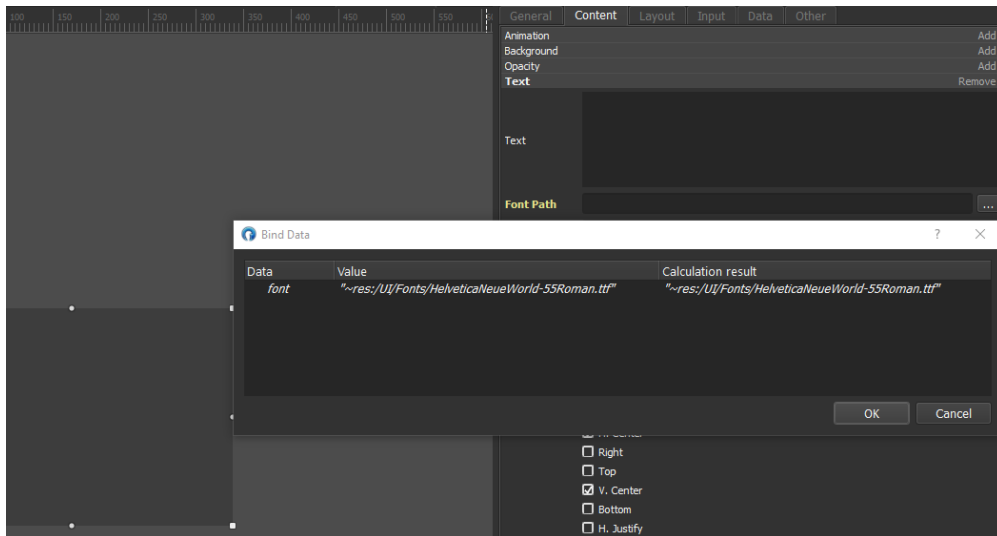 100 150 200 250 300 350 400 450 500 550
General Content Layout Input Data Other
Animation Add
Background Add
Opacity Add
Text Remove
Text
Font Path ...
Bind Data ?
Data Value Calculation result
font "~res:/UI/Fonts/HelveticaNeueWorld-55Roman.ttf" "~res:/UI/Fonts/HelveticaNeueWorld-55Roman.ttf"
OK Cancel
Right
Top
V. Center
Bottom
H. Justify